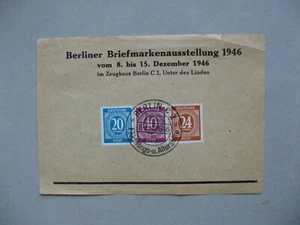 Berliner Briefmarkenausstellung 1946
vom 8. bis 15. Dezember 1946
im Zeughaus Berlin C 2, Unter den Linden
BERLIN
20 40 24